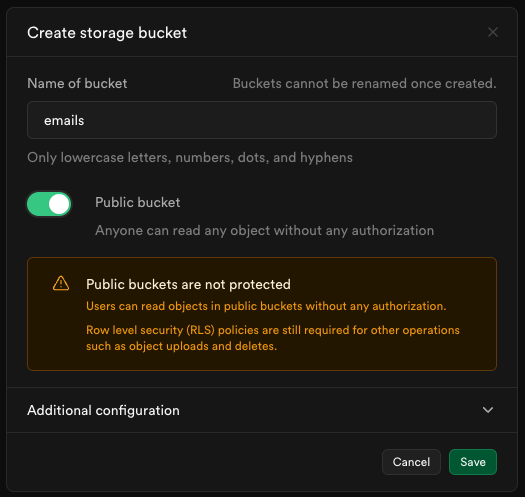 Create storage bucket
Name of bucket
Buckets cannot be renamed once created.
emails
Only lowercase letters, numbers, dots, and hyphens
Public bucket
Anyone can read any object without any authorization
Public buckets are not protected
Users can read objects in public buckets without any authorization.
Row level security (RLS) policies are still required for other operations
such as object uploads and deletes.
Additional configuration
Cancel
Save